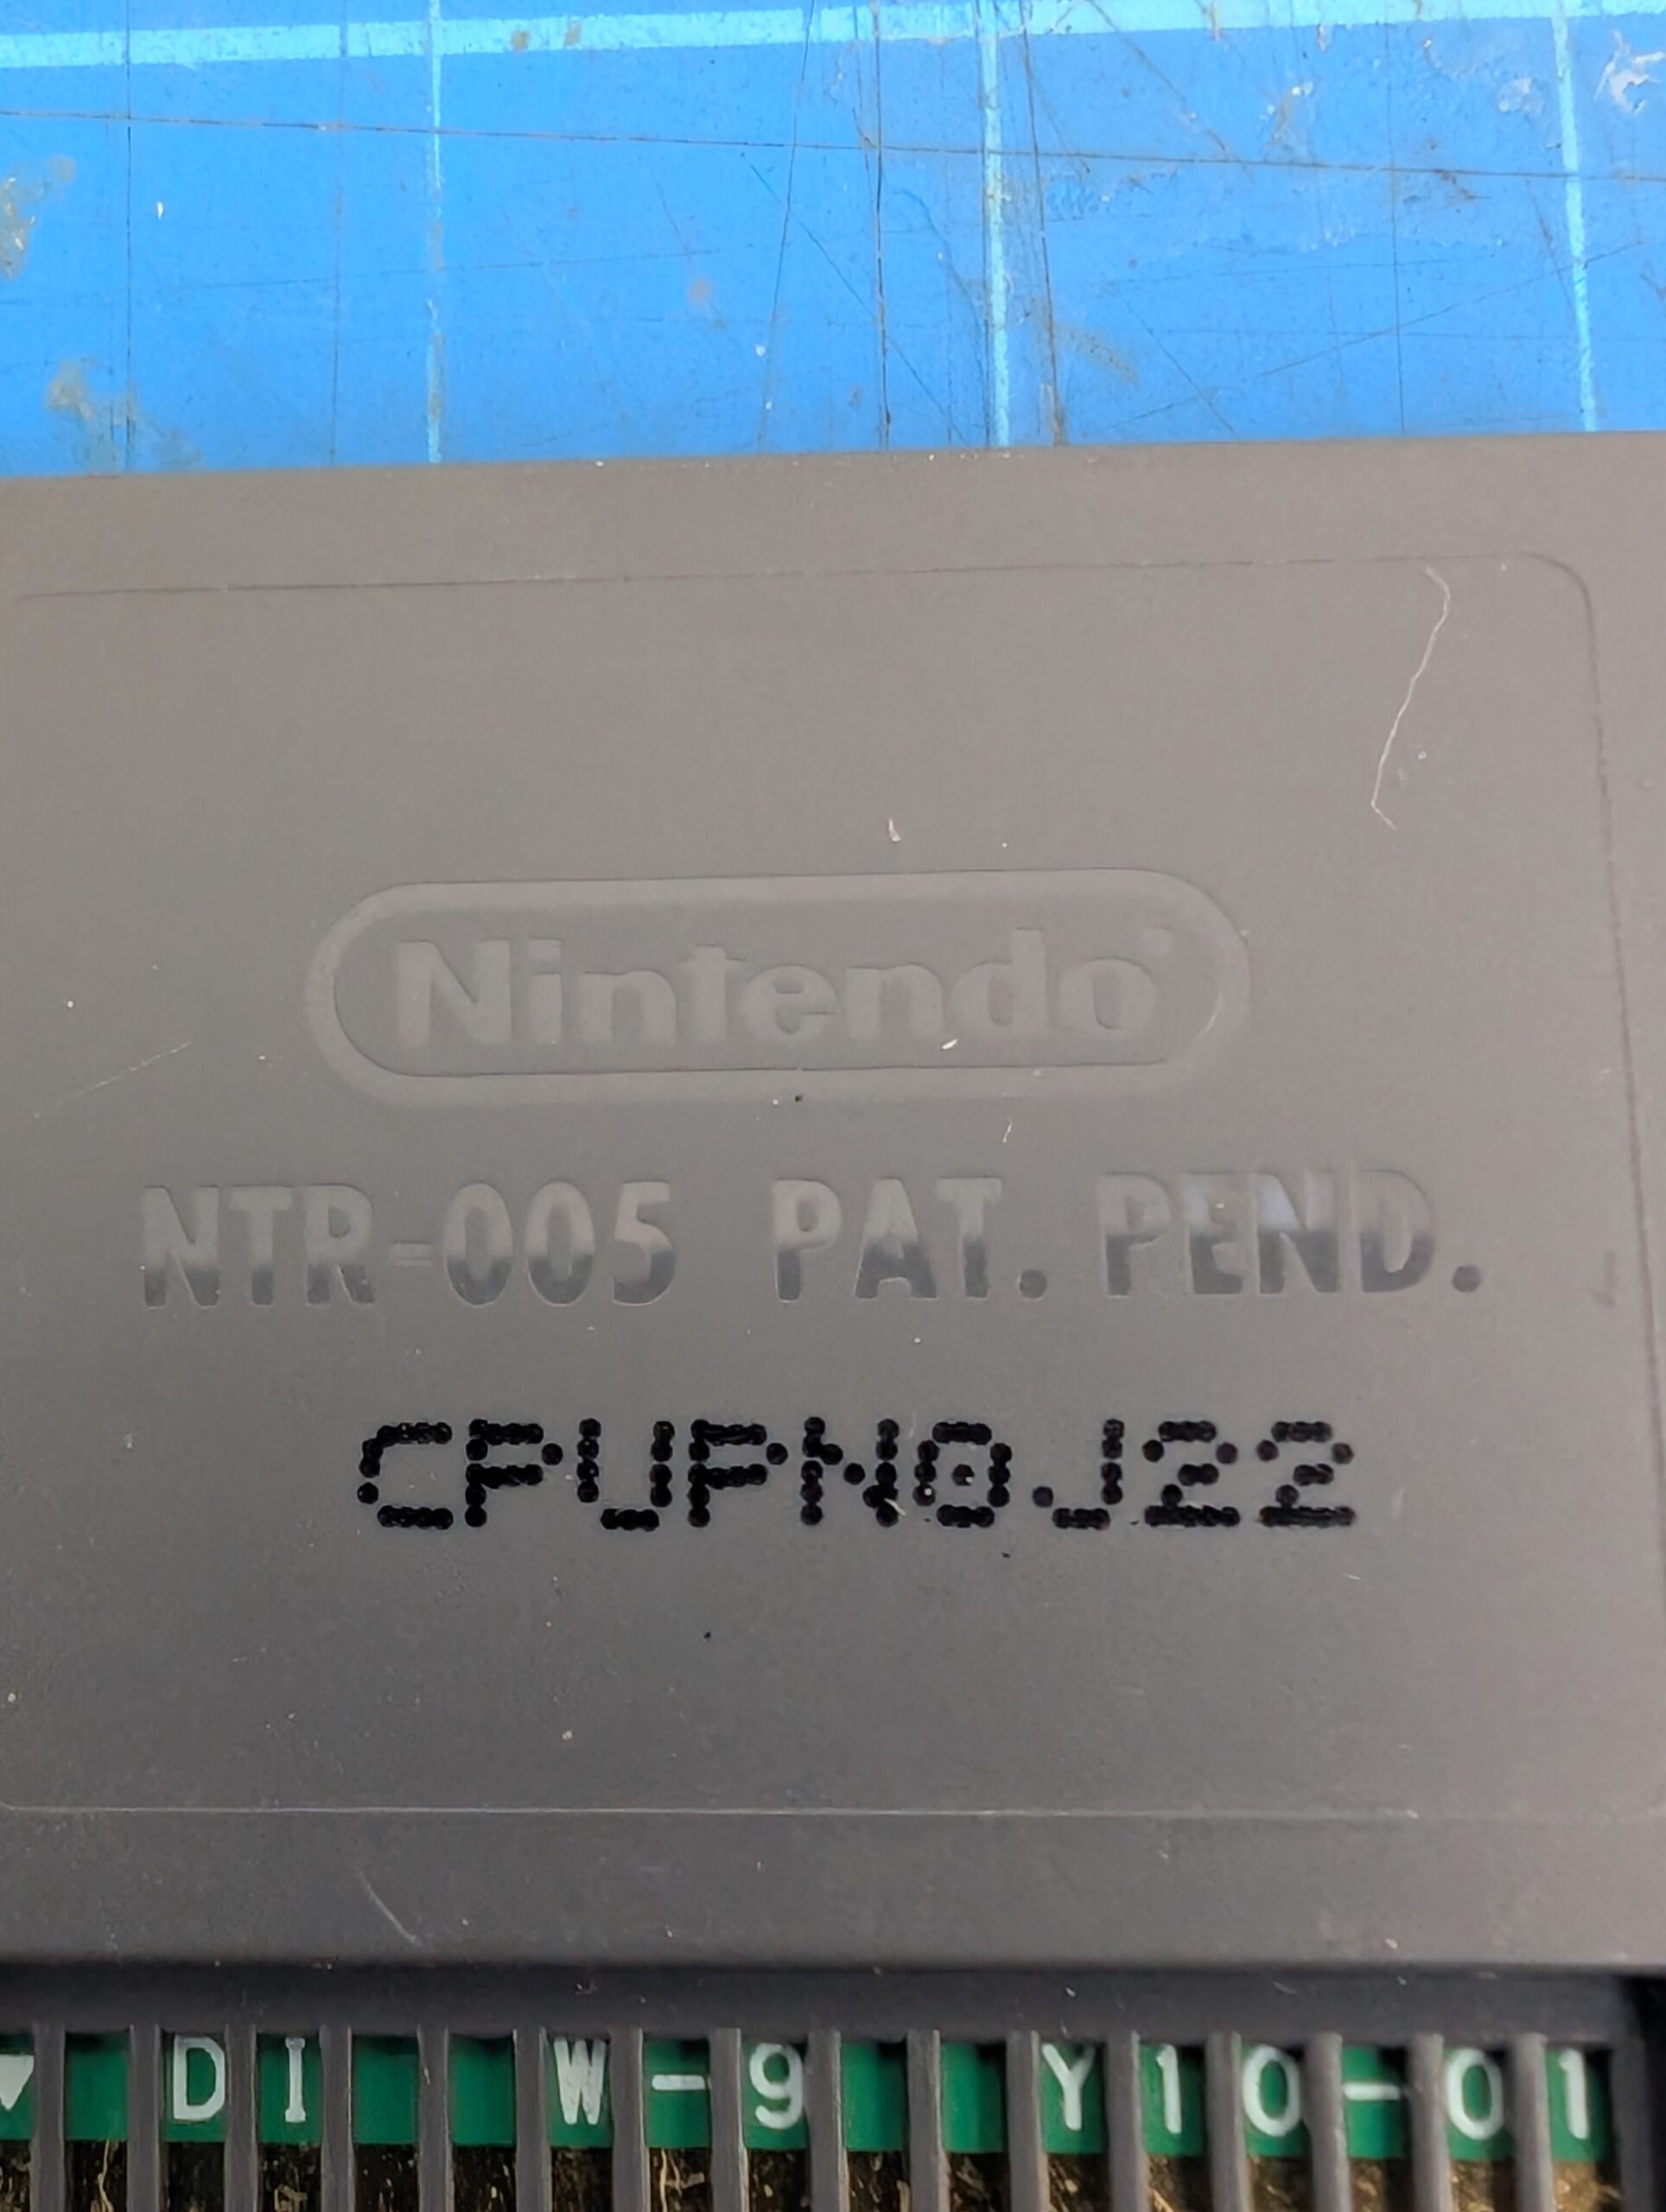 Nintendo
NTR-005 PAT. PEND.
CPUPN0J22
DI W-9 Y10-01